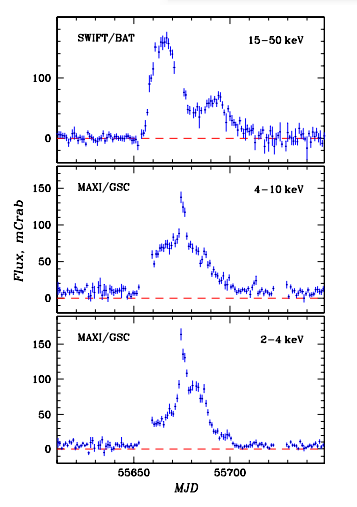 SWIFT/BAT 15-50 keV
100
0
MAXI/GSC 4-10 keV
150
100
50
0
Flux, mCrab
MAXI/GSC 2-4 keV
150
100
50
0
55650 55700
MJD